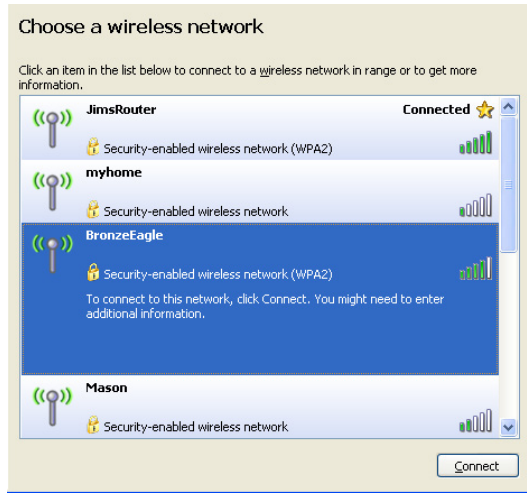 Choose a wireless network
Click an item in the list below to connect to a wireless network in range or to get more
information.
JimsRouter Connected
Security-enabled wireless network (WPA2)
myhome
Security-enabled wireless network
BronzeEagle
Security-enabled wireless network (WPA2)
To connect to this network, click Connect. You might need to enter
additional information.
Mason
Security-enabled wireless network
Connect